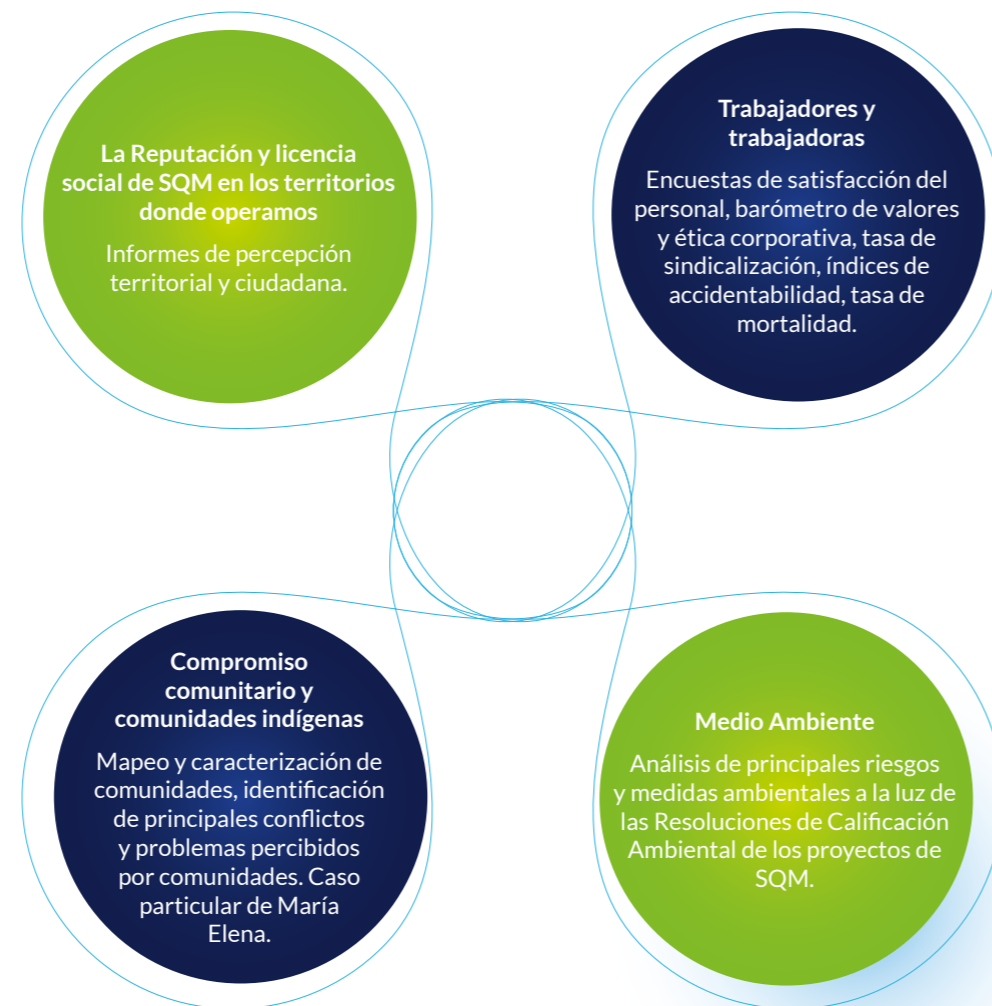 La Reputación y licencia
social de SQM en los territorios
donde operamos
Informes de percepción
territorial y ciudadana.
Trabajadores y
trabajadoras
Encuestas de satisfacción del
personal, barómetro de valores
y ética corporativa, tasa de
sindicalización, índices de
accidentabilidad, tasa de
mortalidad.
Compromiso
comunitario y
comunidades indígenas
Mapeo y caracterización de
comunidades, identificación
de principales conflictos
y problemas percibidos
por comunidades. Caso
particular de María
Elena.
Medio Ambiente
Análisis de principales riesgos
y medidas ambientales a la luz de
las Resoluciones de Calificación
Ambiental de los proyectos de
SQM.